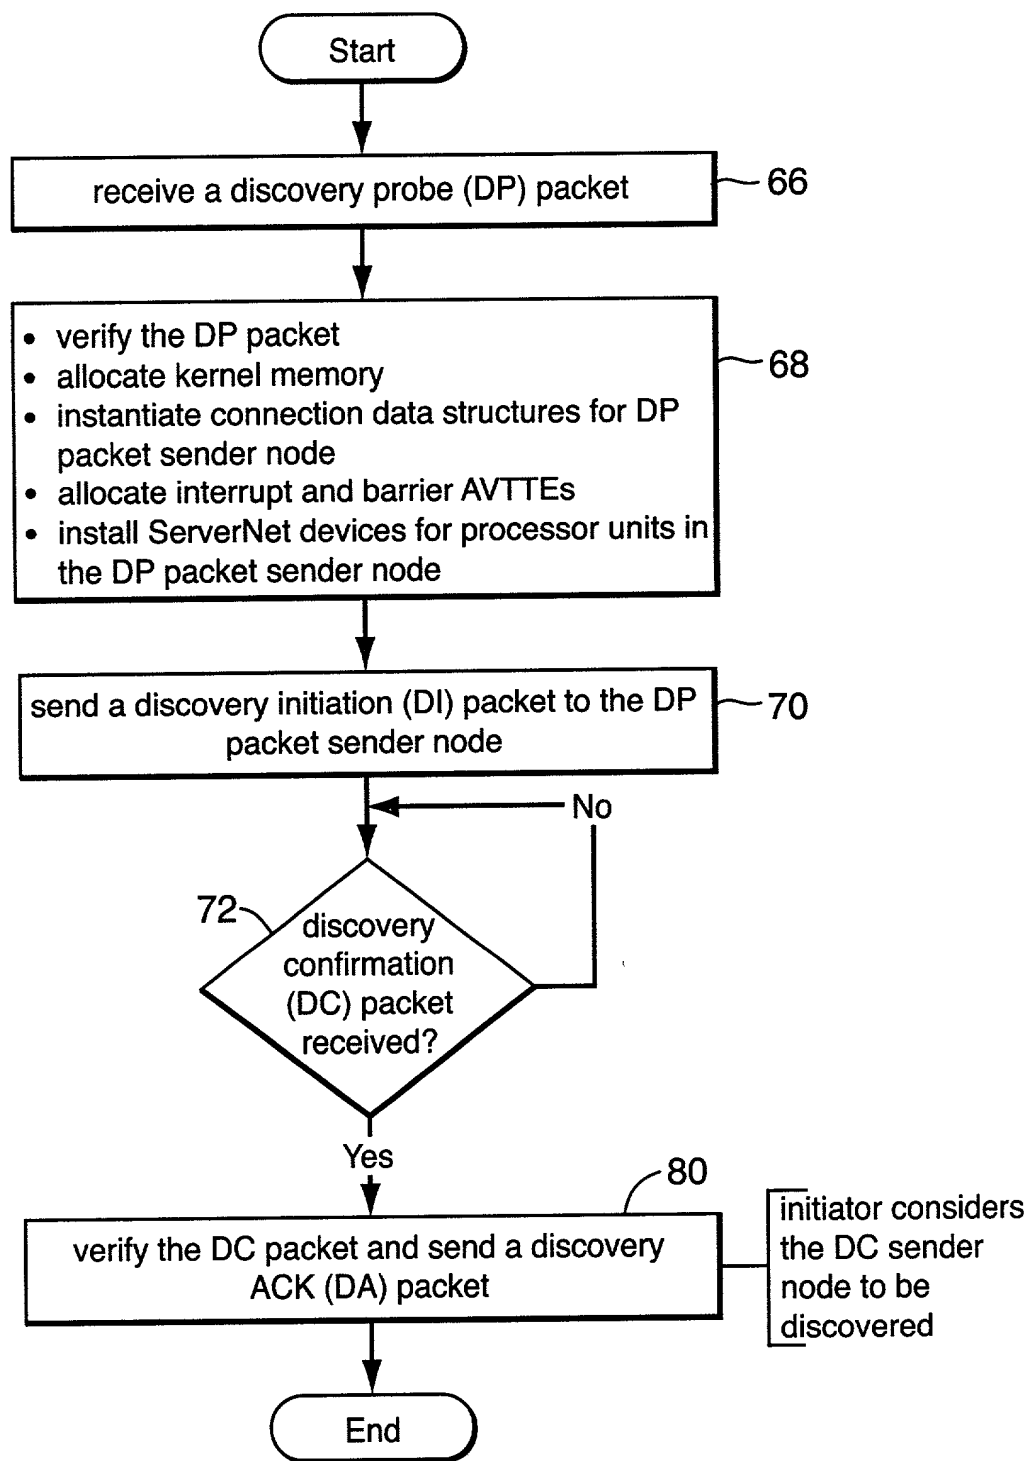 Start
receive a discovery probe (DP) packet
66
• verify the DP packet
• allocate kernel memory
• instantiate connection data structures for DP
packet sender node
• allocate interrupt and barrier AVTTEs
• install ServerNet devices for processor units in
the DP packet sender node
68
send a discovery initiation (DI) packet to the DP
packet sender node
70
No
72
discovery
confirmation
(DC) packet
received?
Yes
80
verify the DC packet and send a discovery
ACK (DA) packet
initiator considers
the DC sender
node to be
discovered
End